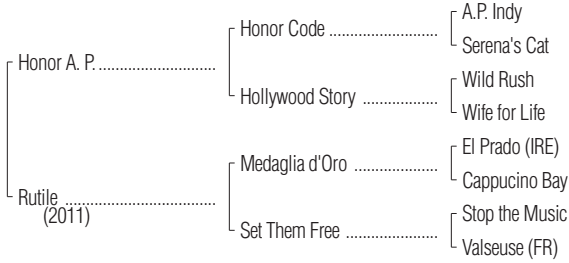 A.P. Indy
Honor Code ........................
Serena's Cat
Honor A. P. ..........................
Wild Rush
Hollywood Story .................
Wife for Life
El Prado (IRE)
Medaglia d'Oro ...................
Cappucino Bay
Rutile ..................................
(2011)
Stop the Music
Set Them Free .....................
Valseuse (FR)